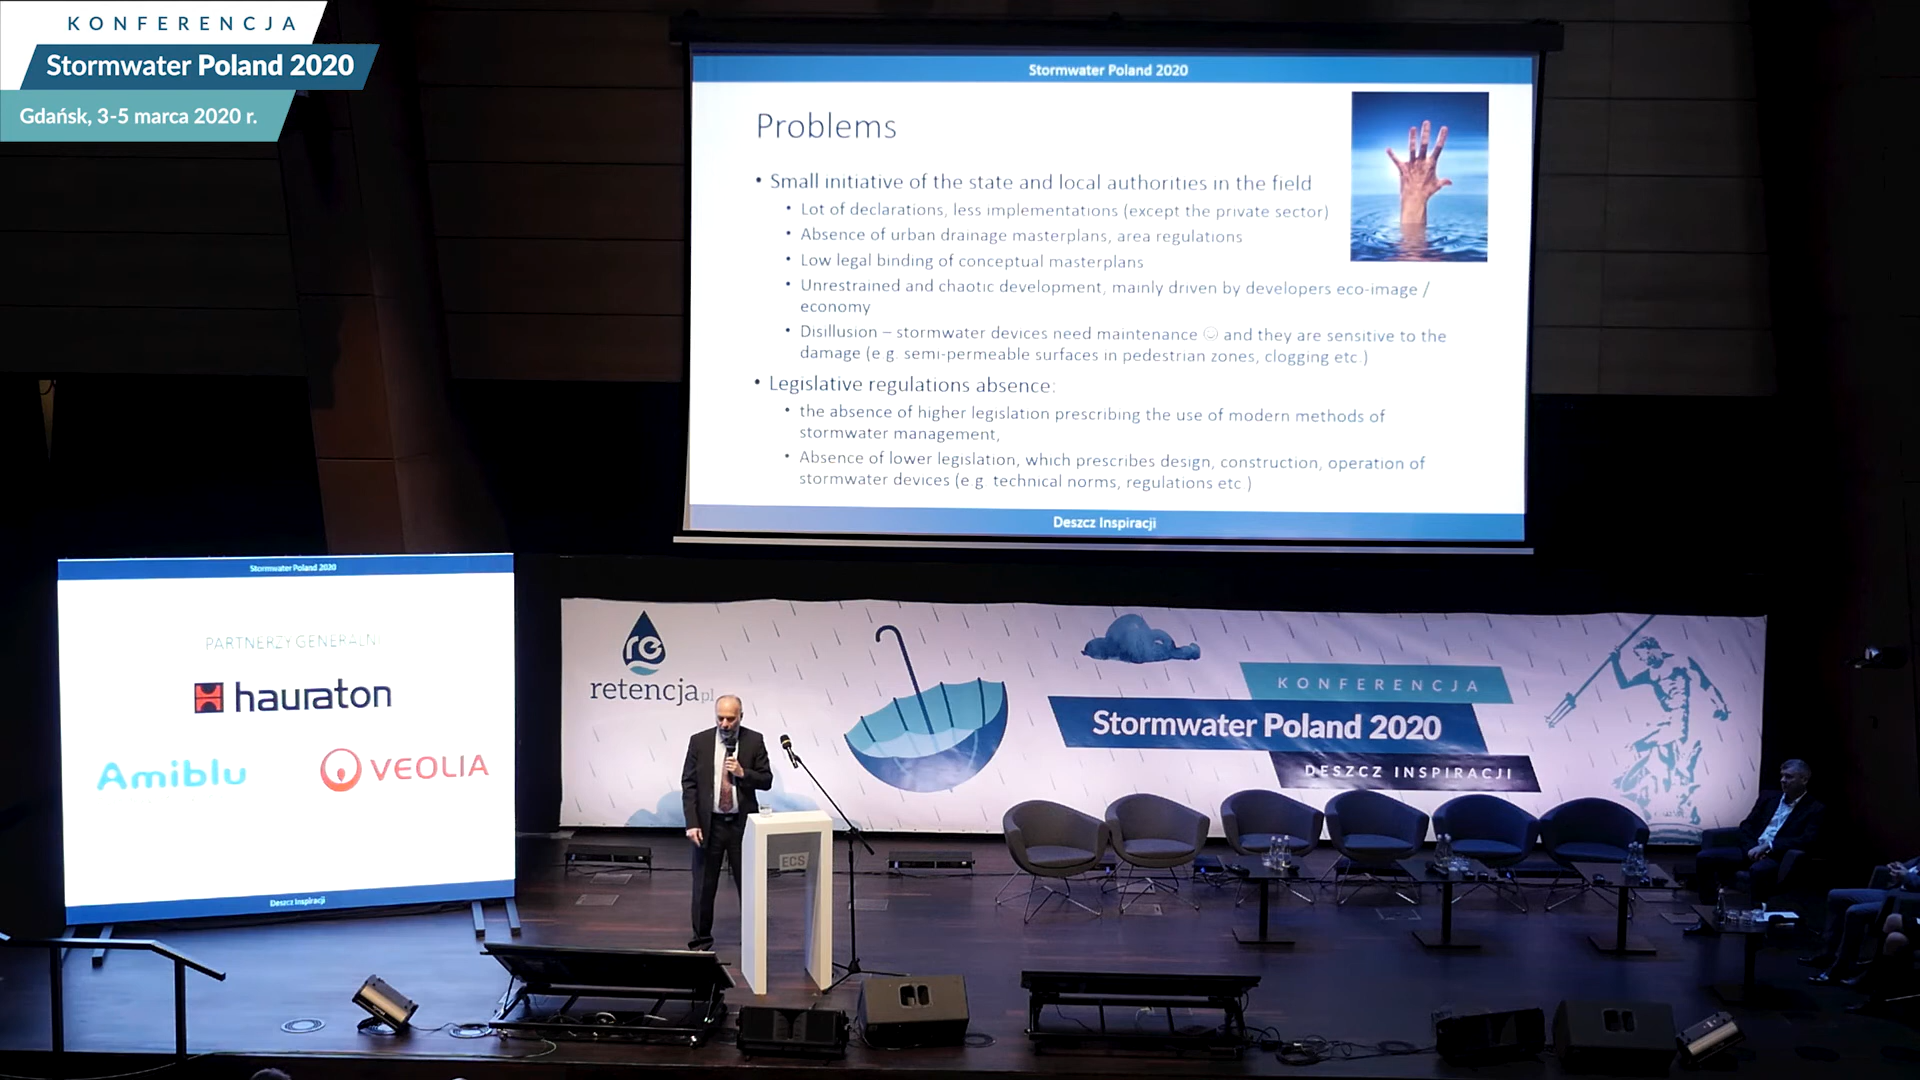 KONFERENCJA
Stormwater Poland 2020
Gdańsk, 3-5 marca 2020 r.
Stormwater Poland 2020
Problems
• Small initiative of the state and local authorities in the field
• Lot of declarations, less implementations (except the private sector)
• Absence of urban drainage masterplans, area regulations
• Low legal binding of conceptual masterplans
• Unrestrained and chaotic development, mainly driven by developers eco-image /
economy
• Disillusion – stormwater devices need maintenance ☺ and they are sensitive to the
damage (e g. semi-permeable surfaces in pedestrian zones, clogging etc.)
• Legislative regulations absence:
• the absence of higher legislation prescribing the use of modern methods of
stormwater management,
• Absence of lower legislation, which prescribes design, construction, operation of
stormwater devices (e.g. technical norms, regulations etc )
Deszcz Inspiracji
Stormwater Poland 2020
PARTNERZY GENERALNI
hauraton
Amiblu
VEOLIA
Deszcz Inspiracji
re
retencja.pl
KONFERENCJA
Stormwater Poland 2020
DESZCZ INSPIRACJI
ECS